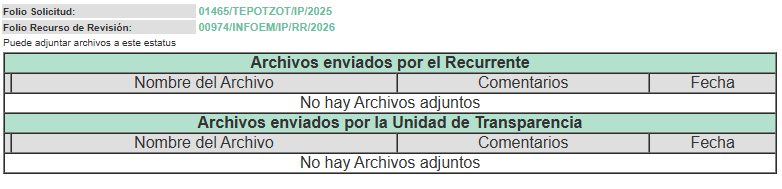 Folio Solicitud: 01465/TEPOTZOT/IP/2025
Folio Recurso de Revisión: 00974/INFOEM/IP/RR/2026
Puede adjuntar archivos a este estatus
Archivos enviados por el Recurrente
Nombre del Archivo Comentarios Fecha
No hay Archivos adjuntos
Archivos enviados por la Unidad de Transparencia
Nombre del Archivo Comentarios Fecha
No hay Archivos adjuntos